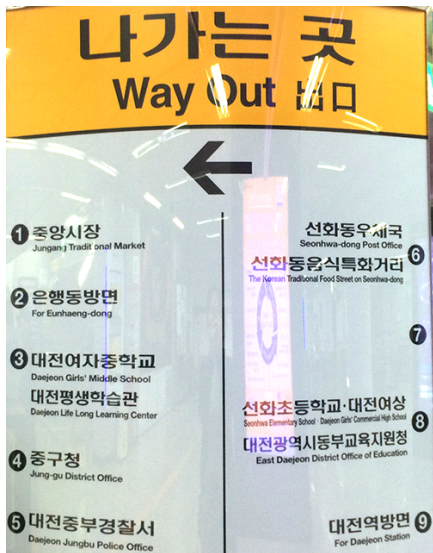 나가는 곳
Way Out 出口
1 중앙시장
Jungang Traditional Market
2 은행동방면
For Eunhaeng-dong
3 대전여자중학교
Daejeon Girls' Middle School
대전평생학습관
Daejeon Life Long Learning Center
4 중구청
Jung-gu District Office
5 대전중부경찰서
Daejeon Jungbu Police Office
선화동우체국
Seonhwa-dong Post Office
6
선화동음식특화거리
The Korean Traditional Food Street on Seonhwa-dong
7
선화초등학교·대전여상
Seonhwa Elementary School · Daejeon Girls' Commercial High School
8
대전광역시동부교육지원청
East Daejeon District Office of Education
대전역방면 9
For Daejeon Station